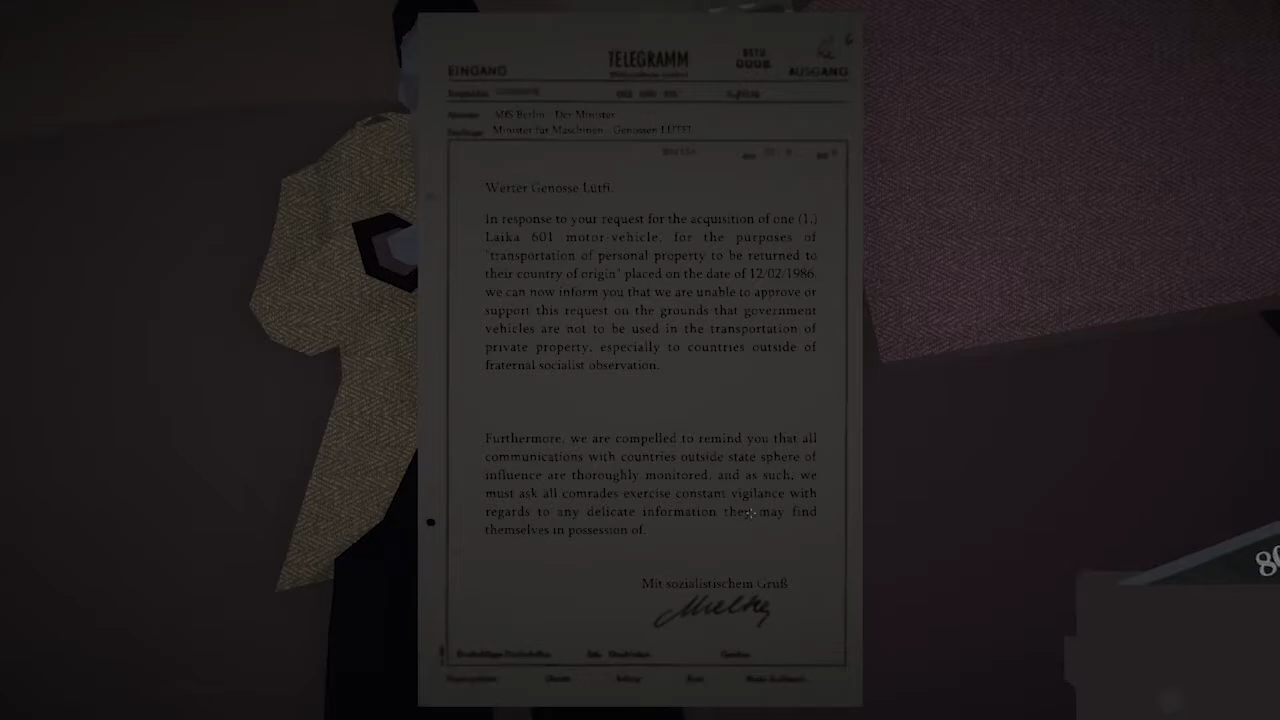 TELEGRAMM
EINGANG
BSTU
AUSGANG
6
MfS Berlin - Der Minister
Minister für Maschinen - Genossen LÜTFI
Werter Genosse Lütfi,
In response to your request for the acquisition of one (1.)
Laika 601 motor-vehicle, for the purposes of
"transportation of personal property to be returned to
their country of origin" placed on the date of 12/02/1986,
we can now inform you that we are unable to approve or
support this request on the grounds that government
vehicles are not to be used in the transportation of
private property, especially to countries outside of
fraternal socialist observation.
Furthermore, we are compelled to remind you that all
communications with countries outside state sphere of
influence are thoroughly monitored, and as such, we
must ask all comrades exercise constant vigilance with
regards to any delicate information they may find
themselves in possession of.
Mit sozialistischem Gruß
Mielke